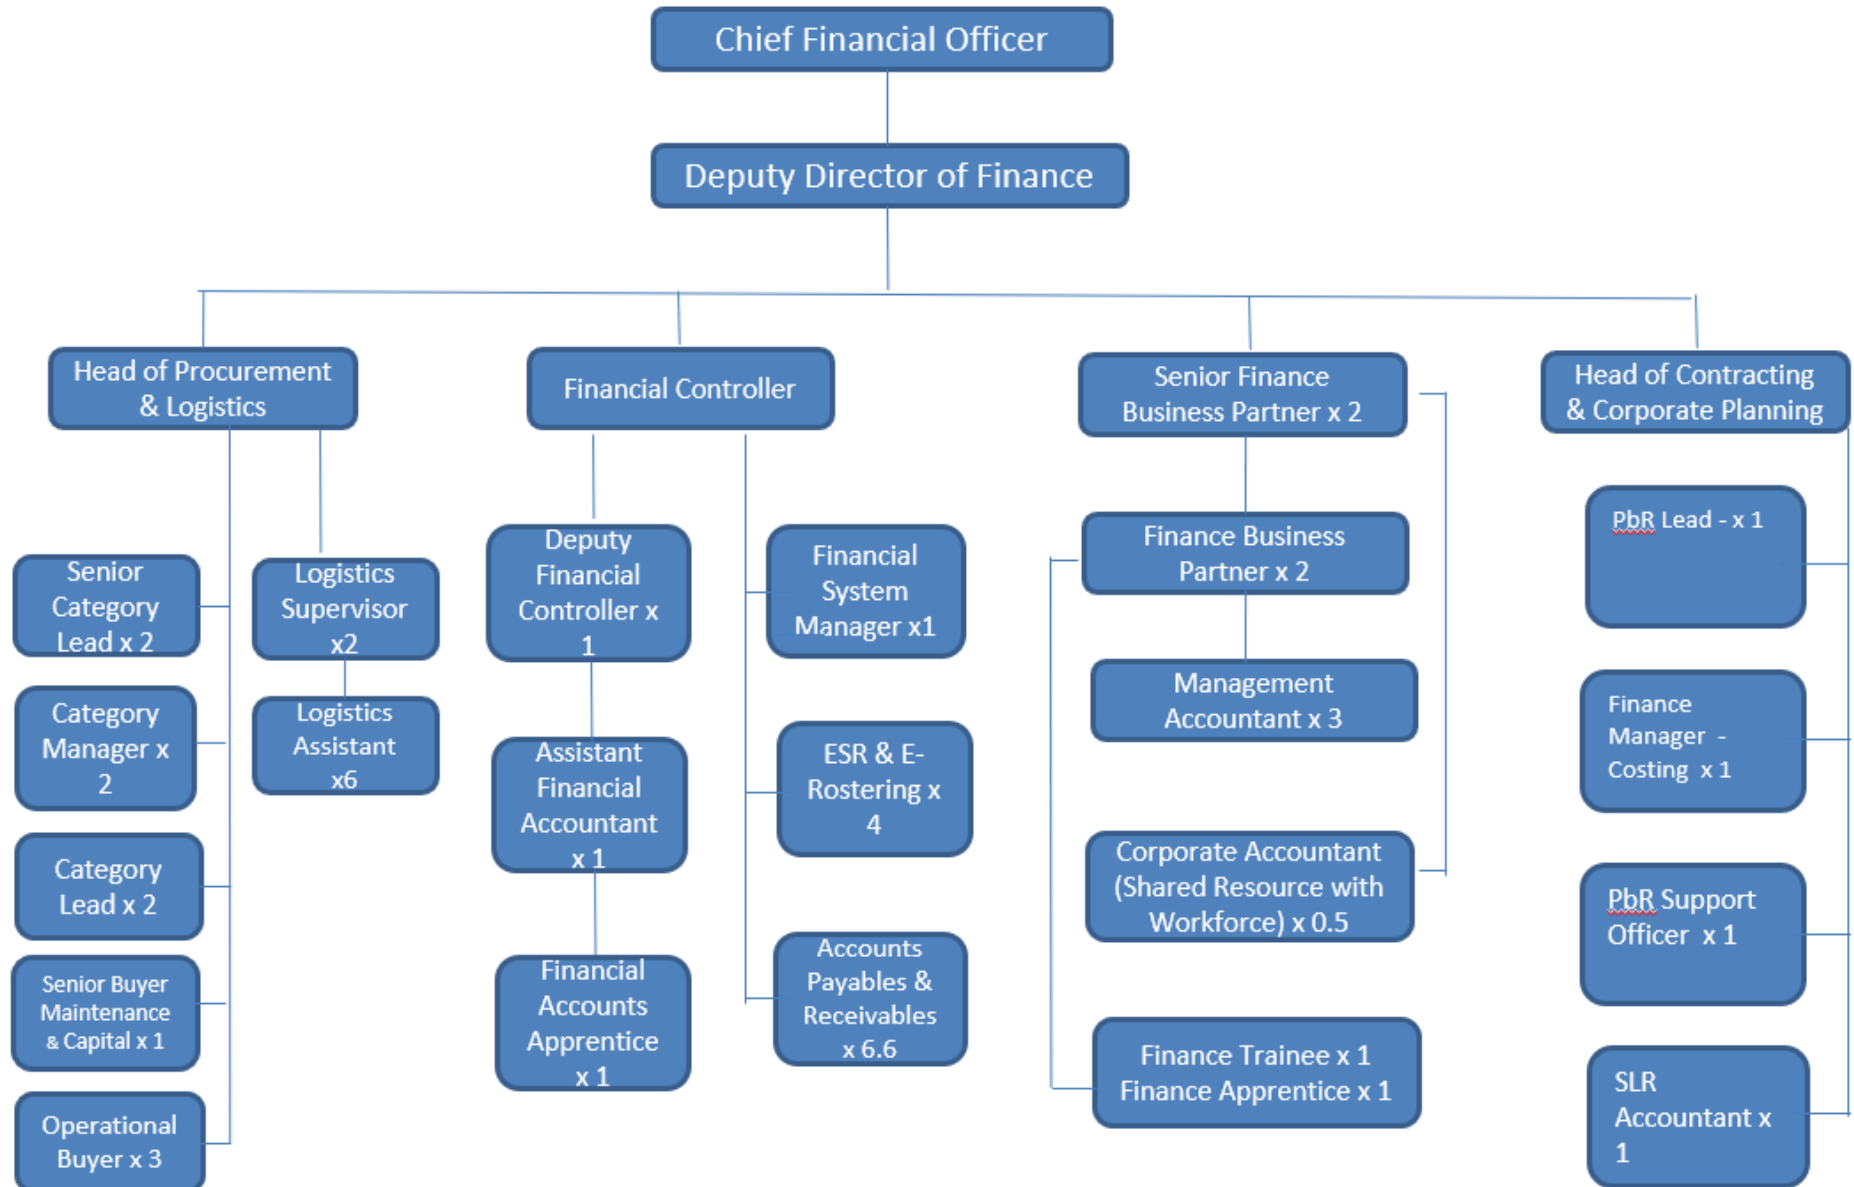 Chief Financial Officer
Deputy Director of Finance
Head of Procurement
& Logistics
Financial Controller
Senior Finance
Business Partner x 2
Head of Contracting
& Corporate Planning
Senior
Category
Lead x 2
Category
Manager x
2
Category
Lead x 2
Senior Buyer
Maintenance
& Capital x 1
Operational
Buyer x 3
Logistics
Supervisor
x2
Logistics
Assistant
x6
Deputy
Financial
Controller x
1
Assistant
Financial
Accountant
x 1
Financial
Accounts
Apprentice
x 1
Financial
System
Manager x1
ESR & E-
Rostering x
4
Accounts
Payables &
Receivables
x 6.6
Finance Business
Partner x 2
Management
Accountant x 3
Corporate Accountant
(Shared Resource with
Workforce) x 0.5
Finance Trainee x 1
Finance Apprentice x 1
PbR Lead - x 1
Finance
Manager -
Costing x 1
PbR Support
Officer x 1
SLR
Accountant x
1